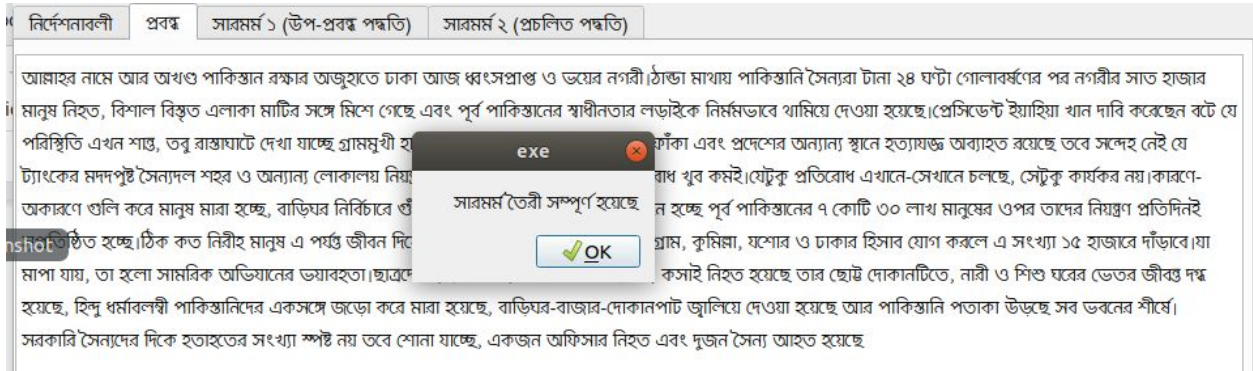 নির্দেশনাবলী প্রবন্ধ সারমর্ম ১ (উপ-প্রবন্ধ পদ্ধতি) সারমর্ম ২ (প্রচলিত পদ্ধতি)
আল্লাহর নামে আর অখণ্ড পাকিস্তান রক্ষার অজুহাতে ঢাকা আজ ধ্বংসপ্রাপ্ত ও ভয়ের নগরী।ঠান্ডা মাথায় পাকিস্তানি সৈন্যরা টানা ২৪ ঘণ্টা গোলাবর্ষণের পর নগরীর সাত হাজার
মানুষ নিহত, বিশাল বিস্তৃত এলাকা মাটির সঙ্গে মিশে গেছে এবং পূর্ব পাকিস্তানের স্বাধীনতার লড়াইকে নির্মমভাবে থামিয়ে দেওয়া হয়েছে।প্রেসিডেন্ট ইয়াহিয়া খান দাবি করেছেন বটে যে
পরিস্থিতি এখন শান্ত, তবু রাস্তাঘাটে দেখা যাচ্ছে গ্রামমুখী ফাঁকা এবং প্রদেশের অন্যান্য স্থানে হত্যাযজ্ঞ অব্যাহত রয়েছে তবে সন্দেহ নেই যে
exe
ট্যাংকের মদদপুষ্ট সৈন্যদল শহর ও অন্যান্য লোকালয় খুব কমই।যেটুকু প্রতিরোধ এখানে-সেখানে চলছে, সেটুকু কার্যকর নয়।কারণে-
অকারণে গুলি করে মানুষ মারা হচ্ছে, বাড়িঘর নির্বিচারে হচ্ছে পূর্ব পাকিস্তানের ৭ কোটি ৩০ লাখ মানুষের ওপর তাদের নিয়ন্ত্রণ প্রতিদিনই
সারমর্ম তৈরী সম্পূর্ণ হয়েছে
হচ্ছে।ঠিক কত নিরীহ মানুষ এ পর্যন্ত জীবন কুমিল্লা, যশোর ও ঢাকার হিসাব যোগ করলে এ সংখ্যা ১৫ হাজারে দাঁড়াবে।যা
nshot
OK
মাপা যায়, তা হলো সামরিক অভিযানের ভয়াবহতা। কসাই নিহত হয়েছে তার ছোট্ট দোকানটিতে, নারী ও শিশু ঘরের ভেতর জীবন্ত দগ্ধ
হয়েছে, হিন্দু ধর্মাবলম্বী পাকিস্তানিদের একসঙ্গে জড়ো করে মারা হয়েছে, বাড়িঘর-বাজার-দোকানপাট জ্বালিয়ে দেওয়া হয়েছে আর পাকিস্তানি পতাকা উড়ছে সব ভবনের শীর্ষে।
সরকারি সৈন্যদের দিকে হতাহতের সংখ্যা স্পষ্ট নয় তবে শোনা যাচ্ছে, একজন অফিসার নিহত এবং দুজন সৈন্য আহত হয়েছে